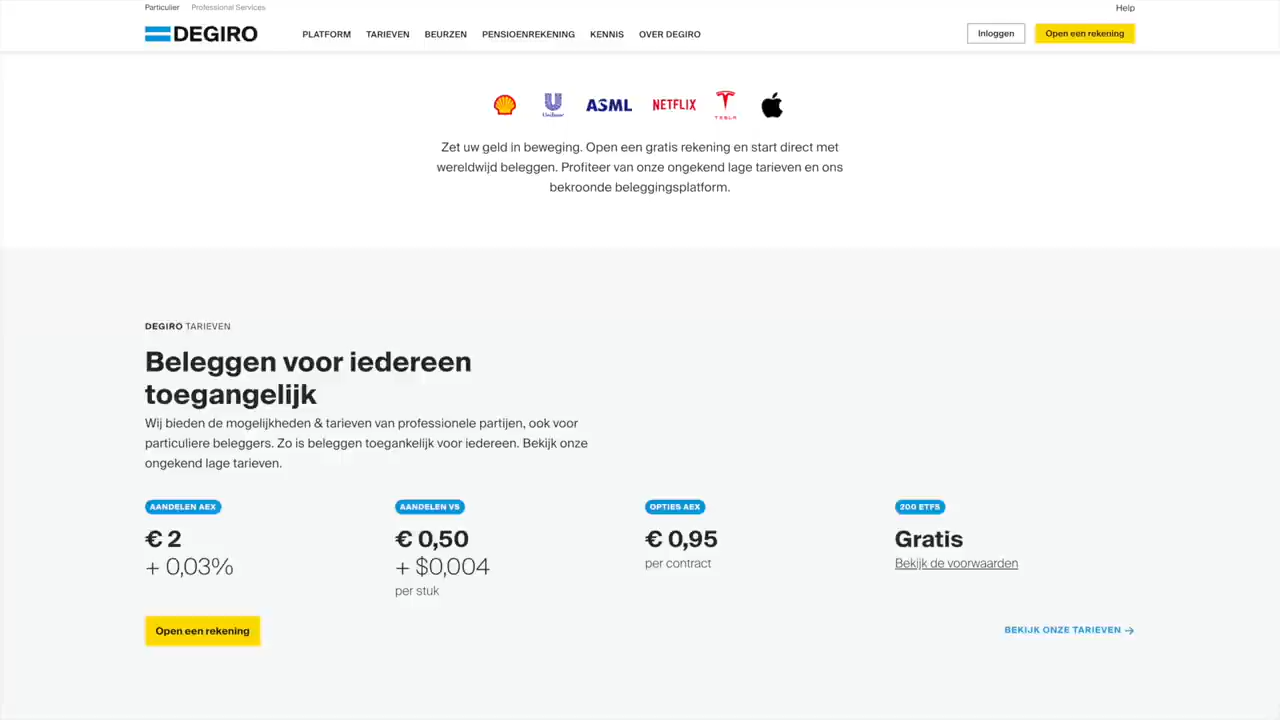 Particulier Professional Services Help
DEGIRO PLATFORM TARIEVEN BEURZEN PENSIOENREKENING KENNIS OVER DEGIRO Inloggen Open een rekening
Unilever ASML NETFLIX TESLA
Zet uw geld in beweging. Open een gratis rekening en start direct met
wereldwijd beleggen. Profiteer van onze ongekend lage tarieven en ons
bekroonde beleggingsplatform.
DEGIRO TARIEVEN
Beleggen voor iedereen
toegangelijk
Wij bieden de mogelijkheden & tarieven van professionele partijen, ook voor
particuliere beleggers. Zo is beleggen toegankelijk voor iedereen. Bekijk onze
ongekend lage tarieven.
AANDELEN AEX AANDELEN VS OPTIES AEX 200 ETFS
€ 2 € 0,50 € 0,95 Gratis
+ 0,03% + $0,004 per contract Bekijk de voorwaarden
per stuk
Open een rekening BEKIJK ONZE TARIEVEN →